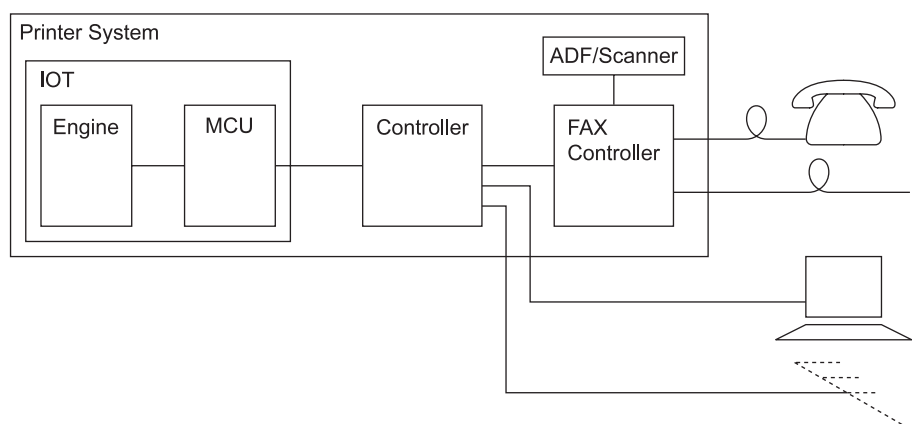 Printer System
ADF/Scanner
IOT
Engine
MCU
Controller
FAX
Controller